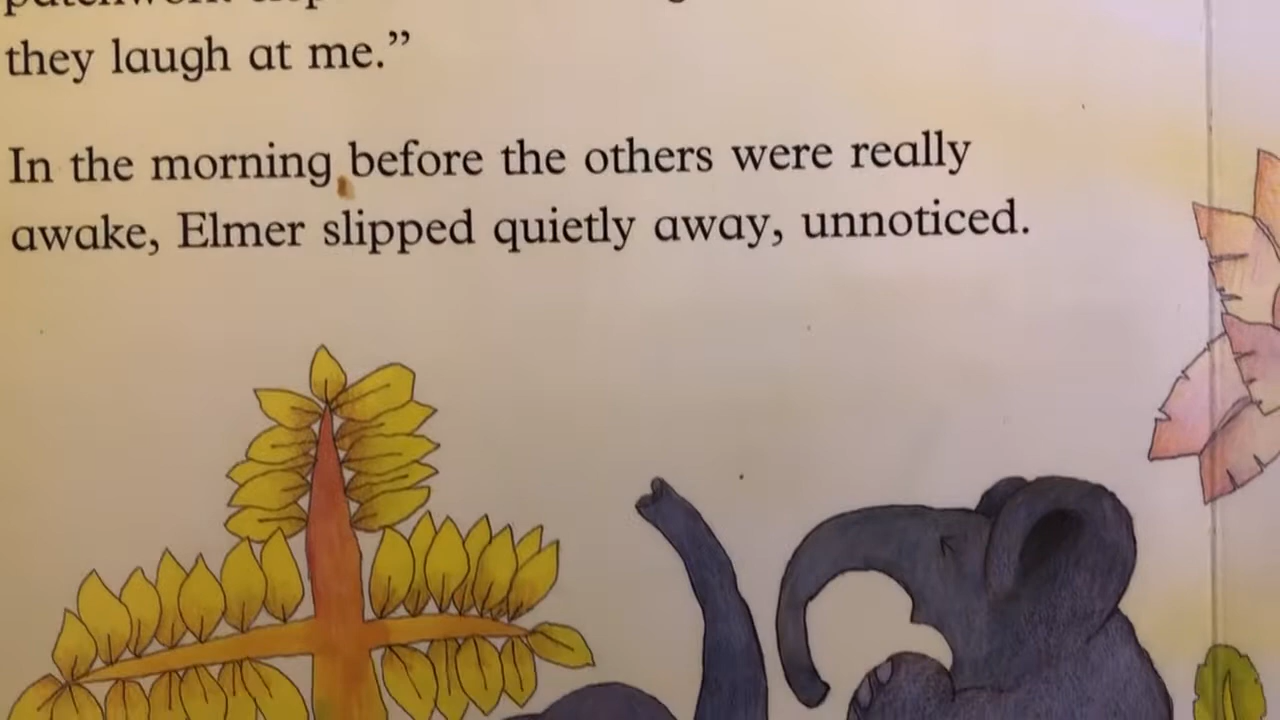 they laugh at me.”
In the morning before the others were really
awake, Elmer slipped quietly away, unnoticed.